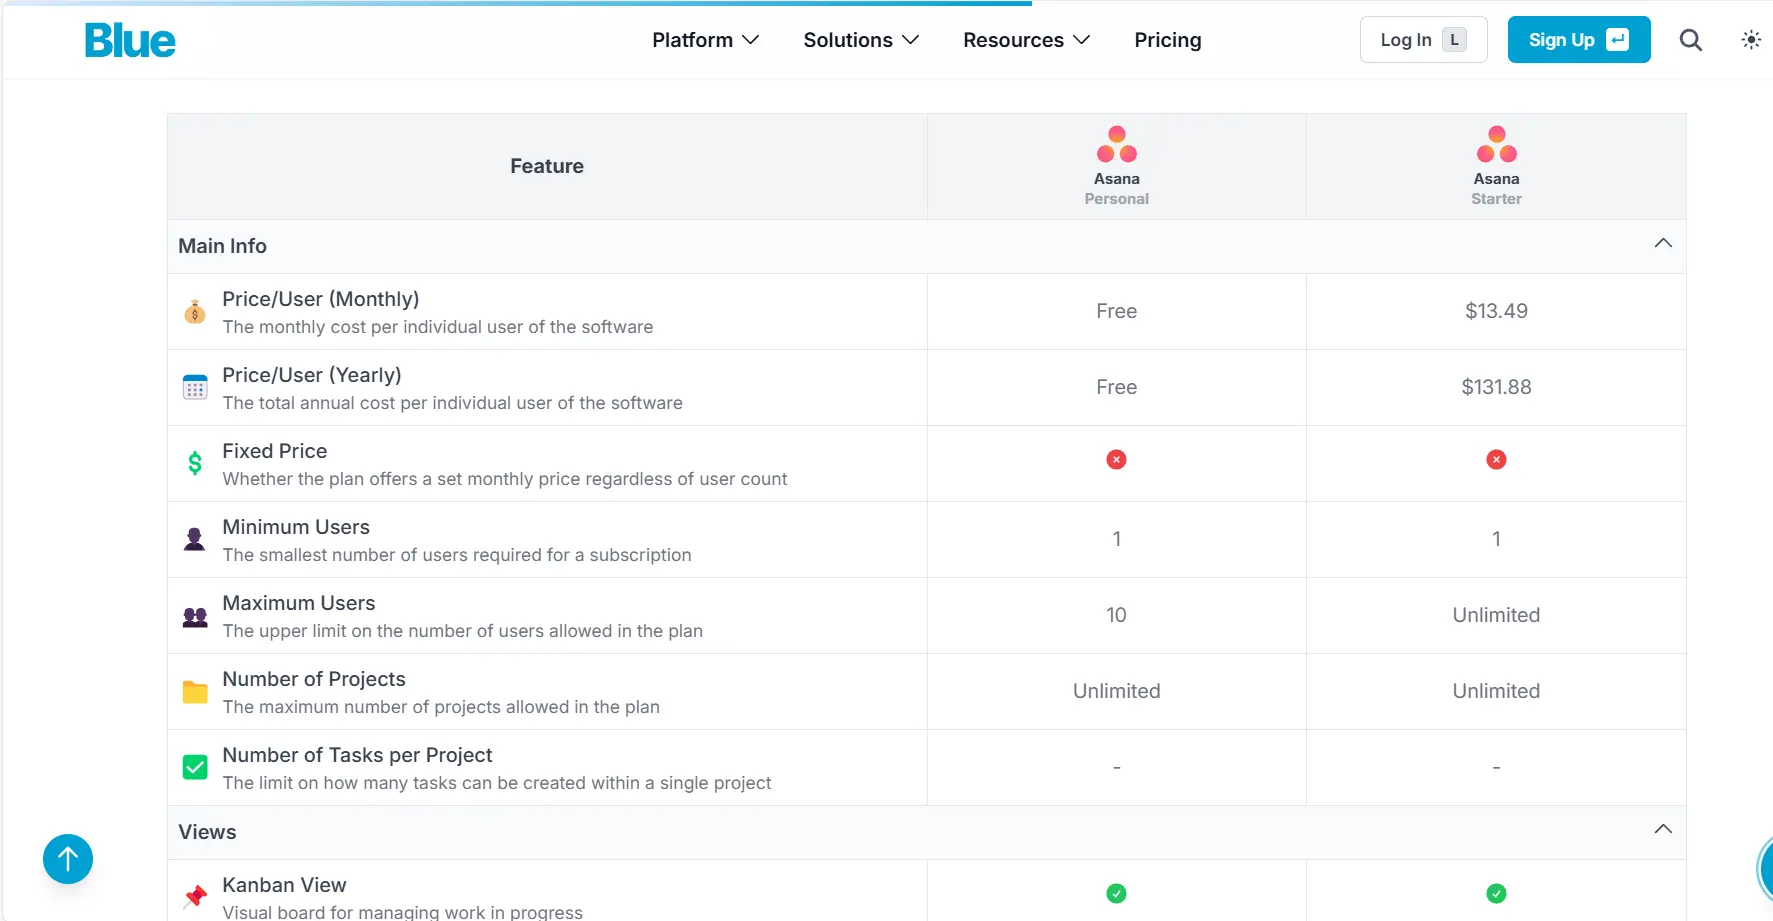 Blue
Platform
Solutions
Resources
Pricing
Log In L
Sign Up
Feature
Asana
Personal
Asana
Starter
Main Info
Price/User (Monthly)
The monthly cost per individual user of the software
Free
$13.49
Price/User (Yearly)
The total annual cost per individual user of the software
Free
$131.88
Fixed Price
Whether the plan offers a set monthly price regardless of user count
Minimum Users
The smallest number of users required for a subscription
1
1
Maximum Users
The upper limit on the number of users allowed in the plan
10
Unlimited
Number of Projects
The maximum number of projects allowed in the plan
Unlimited
Unlimited
Number of Tasks per Project
The limit on how many tasks can be created within a single project
-
-
Views
Kanban View
Visual board for managing work in progress